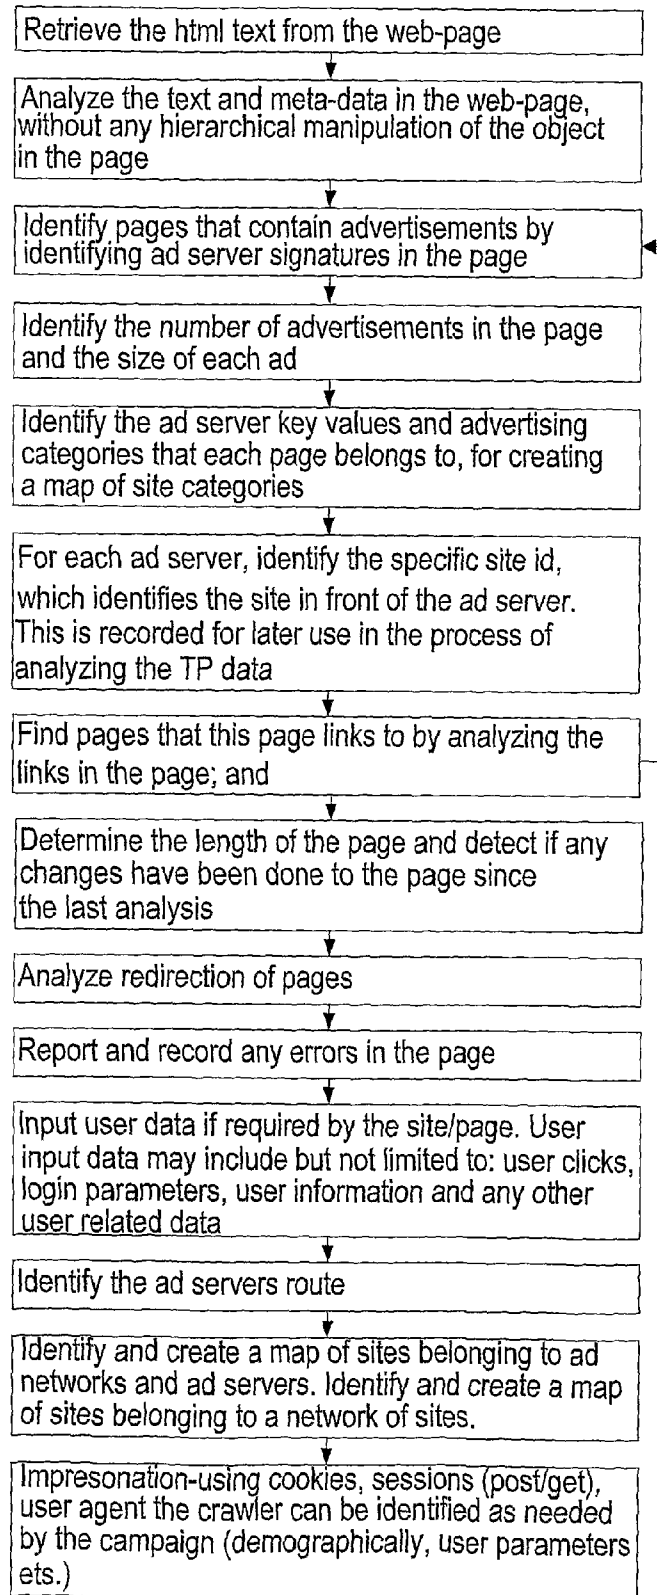 Retrieve the html text from the web-page
Analyze the text and meta-data in the web-page,
without any hierarchical manipulation of the object
in the page
Identify pages that contain advertisements by
identifying ad server signatures in the page
Identify the number of advertisements in the page
and the size of each ad
Identify the ad server key values and advertising
categories that each page belongs to, for creating
a map of site categories
For each ad server, identify the specific site id,
which identifies the site in front of the ad server.
This is recorded for later use in the process of
analyzing the TP data
Find pages that this page links to by analyzing the
links in the page; and
Determine the length of the page and detect if any
changes have been done to the page since
the last analysis
Analyze redirection of pages
Report and record any errors in the page
Input user data if required by the site/page. User
input data may include but not limited to: user clicks,
login parameters, user information and any other
user related data
Identify the ad servers route
Identify and create a map of sites belonging to ad
networks and ad servers. Identify and create a map
of sites belonging to a network of sites.
Impresonation-using cookies, sessions (post/get),
user agent the crawler can be identified as needed
by the campaign (demographically, user parameters
ets.)